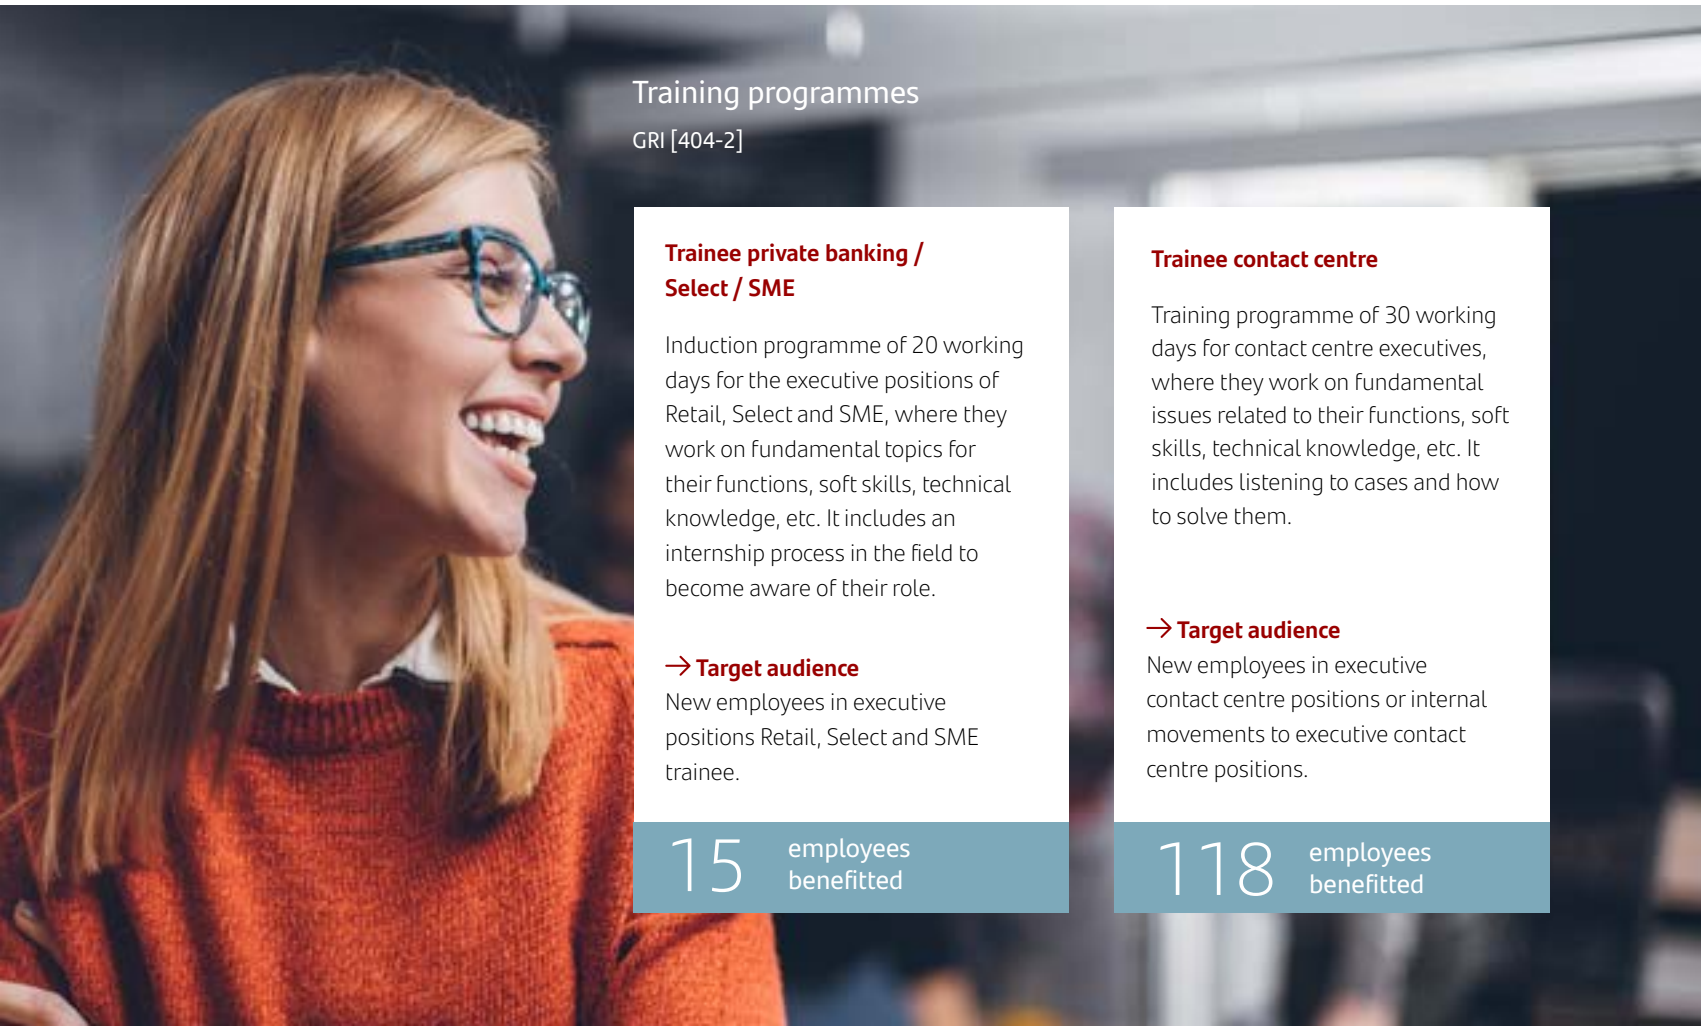 Training programmes
GRI [404-2]
Trainee private banking /
Select / SME
Induction programme of 20 working
days for the executive positions of
Retail, Select and SME, where they
work on fundamental topics for
their functions, soft skills, technical
knowledge, etc. It includes an
internship process in the field to
become aware of their role.
→ Target audience
New employees in executive
positions Retail, Select and SME
trainee.
15 employees
benefitted
Trainee contact centre
Training programme of 30 working
days for contact centre executives,
where they work on fundamental
issues related to their functions, soft
skills, technical knowledge, etc. It
includes listening to cases and how
to solve them.
→ Target audience
New employees in executive
contact centre positions or internal
movements to executive contact
centre positions.
118 employees
benefitted